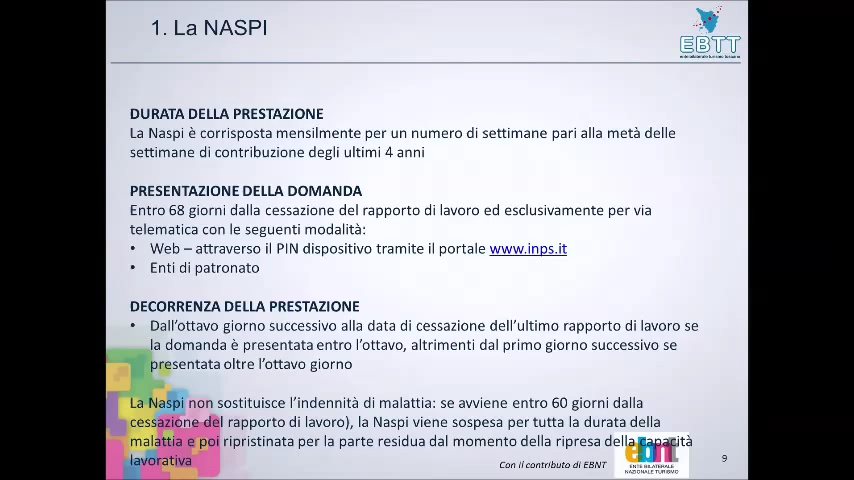 1. La NASPI
EBTT
ente bilaterale turismo toscano
DURATA DELLA PRESTAZIONE
La Naspi è corrisposta mensilmente per un numero di settimane pari alla metà delle
settimane di contribuzione degli ultimi 4 anni
PRESENTAZIONE DELLA DOMANDA
Entro 68 giorni dalla cessazione del rapporto di lavoro ed esclusivamente per via
telematica con le seguenti modalità:
• Web – attraverso il PIN dispositivo tramite il portale www.inps.it
• Enti di patronato
DECORRENZA DELLA PRESTAZIONE
• Dall’ottavo giorno successivo alla data di cessazione dell’ultimo rapporto di lavoro se
la domanda è presentata entro l’ottavo, altrimenti dal primo giorno successivo se
presentata oltre l’ottavo giorno
La Naspi non sostituisce l’indennità di malattia: se avviene entro 60 giorni dalla
cessazione del rapporto di lavoro), la Naspi viene sospesa per tutta la durata della
malattia e poi ripristinata per la parte residua dal momento della ripresa della capacità
lavorativa
Con il contributo di EBNT
ebnt
ENTE BILATERALE
NAZIONALE TURISMO
9